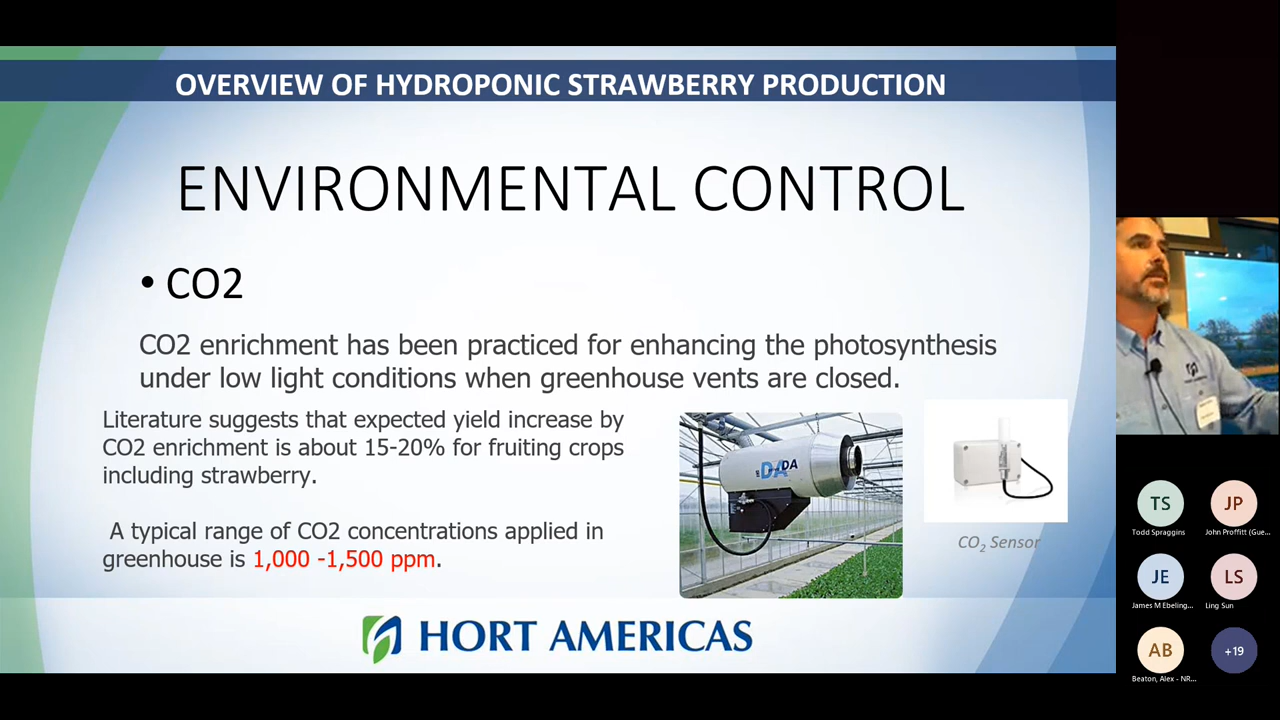 OVERVIEW OF HYDROPONIC STRAWBERRY PRODUCTION
ENVIRONMENTAL CONTROL
• CO2
CO2 enrichment has been practiced for enhancing the photosynthesis
under low light conditions when greenhouse vents are closed.
Literature suggests that expected yield increase by
CO2 enrichment is about 15-20% for fruiting crops
including strawberry.
A typical range of CO2 concentrations applied in
greenhouse is 1,000 -1,500 ppm.
CO₂ Sensor
HORT AMERICAS
TS
Todd Spraggins
JP
John Proffitt (Gue...
JE
James M Ebeling...
LS
Ling Sun
AB
Beaton, Alex - NR...
+19